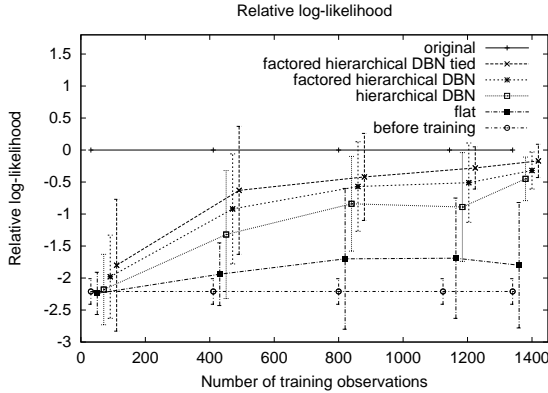 Relative log-likelihood
original
factored hierarchical DBN tied
factored hierarchical DBN
hierarchical DBN
flat
before training
1.5
1
0.5
0
-0.5
-1
-1.5
-2
-2.5
-3
Relative log-likelihood
0 200 400 600 800 1000 1200 1400
Number of training observations